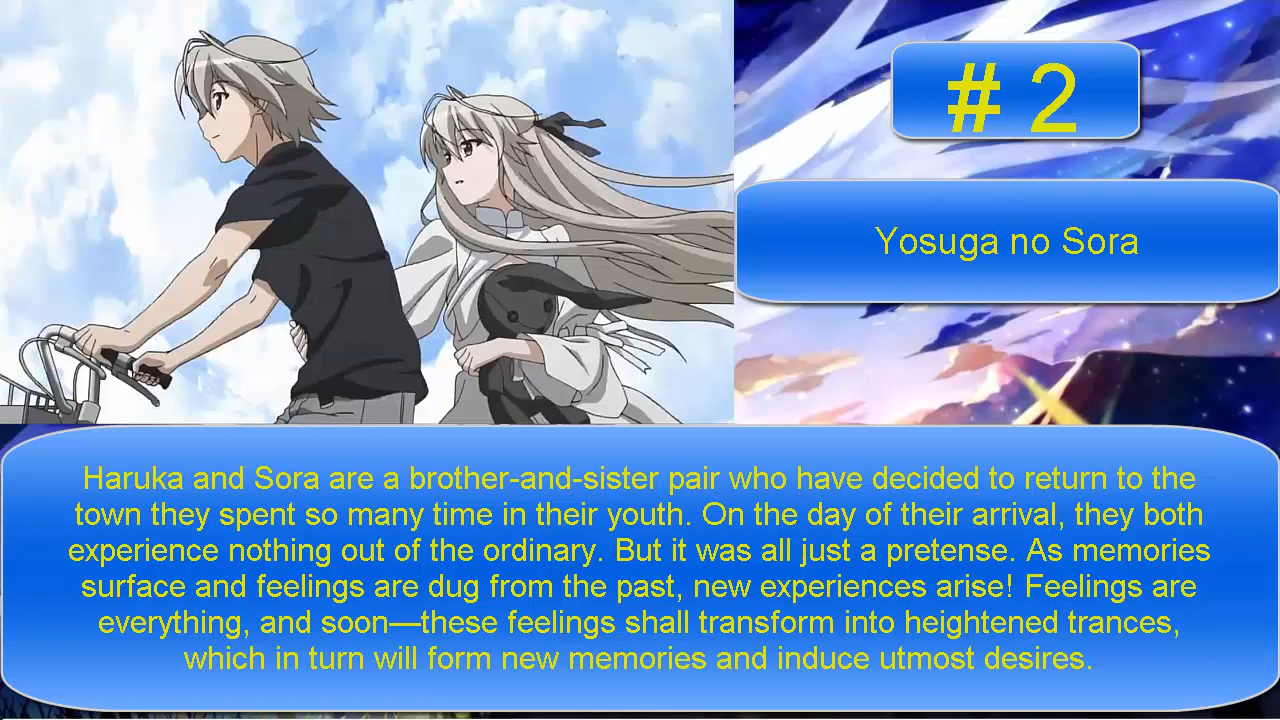 # 2
Yosuga no Sora
Haruka and Sora are a brother-and-sister pair who have decided to return to the
town they spent so many time in their youth. On the day of their arrival, they both
experience nothing out of the ordinary. But it was all just a pretense. As memories
surface and feelings are dug from the past, new experiences arise! Feelings are
everything, and soon—these feelings shall transform into heightened trances,
which in turn will form new memories and induce utmost desires.